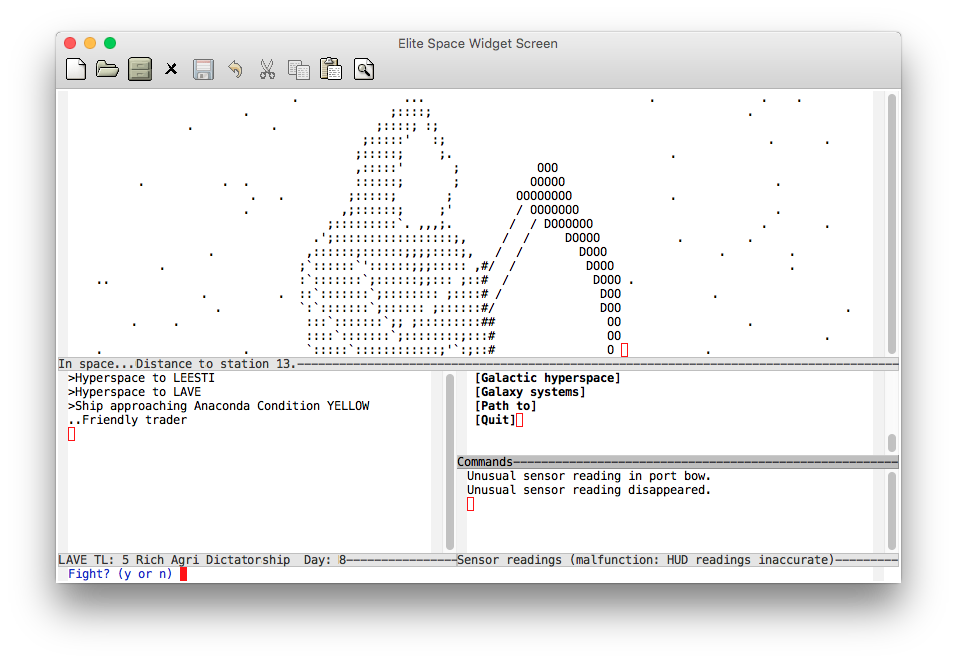 Elite Space Widget Screen
In space...Distance to station 13.
>Hyperspace to LEESTI
>Hyperspace to LAVE
>Ship approaching Anaconda Condition YELLOW
..Friendly trader
[Galactic hyperspace]
[Galaxy systems]
[Path to]
[Quit]
Commands
Unusual sensor reading in port bow.
Unusual sensor reading disappeared.
LAVE TL: 5 Rich Agri Dictatorship  Day: 8
Sensor readings (malfunction: HUD readings inaccurate)
Fight? (y or n)